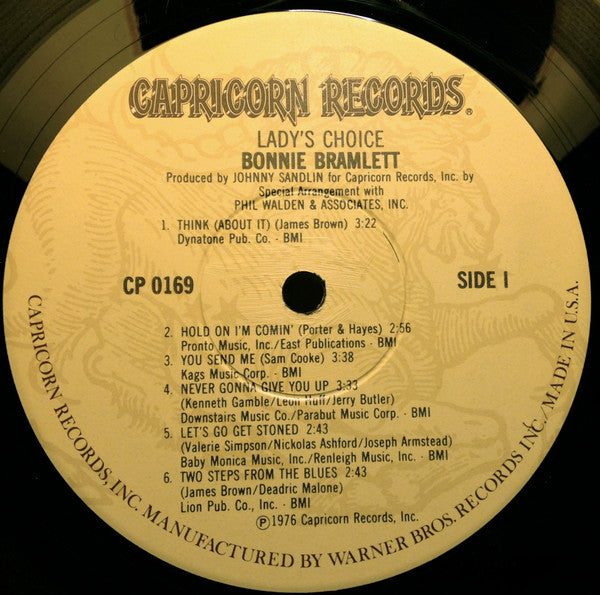 CAPRICORN RECORDS®
LADY'S CHOICE
BONNIE BRAMLETT
Produced by JOHNNY SANDLIN for Capricorn Records, Inc. by
Special Arrangement with
PHIL WALDEN & ASSOCIATES, INC.
1. THINK (ABOUT IT) (James Brown) 3:22
Dynatone Pub. Co. - BMI
CP 0169
SIDE I
2. HOLD ON I'M COMIN' (Porter & Hayes) 2:56
Pronto Music, Inc./East Publications - BMI
3. YOU SEND ME (Sam Cooke) 3:38
Kags Music Corp. - BMI
4. NEVER GONNA GIVE YOU UP 3:33
(Kenneth Gamble/Leon Huff/Jerry Butler)
Downstairs Music Co./Parabut Music Corp. - BMI
5. LET'S GO GET STONED 2:43
(Valerie Simpson/Nickolas Ashford/Joseph Armstead)
Baby Monica Music, Inc./Renleigh Music, Inc. - BMI
6. TWO STEPS FROM THE BLUES 2:43
(James Brown/Deadric Malone)
Lion Pub. Co., Inc. - BMI
℗1976 Capricorn Records, Inc.
CAPRICORN RECORDS, INC. MANUFACTURED BY WARNER BROS. RECORDS INC./MADE IN U.S.A.